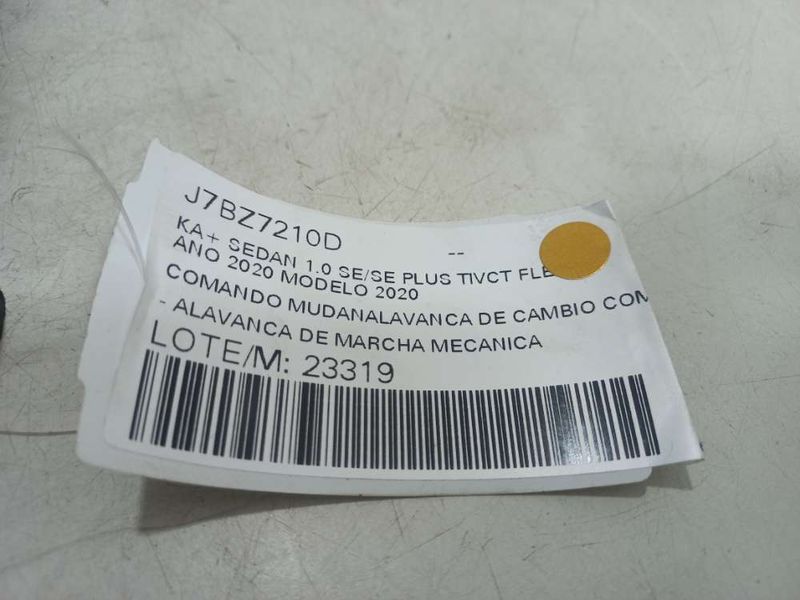 J7BZ7210D --
KA+ SEDAN 1.0 SE/SE PLUS TIVCT FLE
ANO 2020 MODELO 2020
COMANDO MUDANALAVANCA DE CAMBIO COM
- ALAVANCA DE MARCHA MECANICA
LOTE/M: 23319